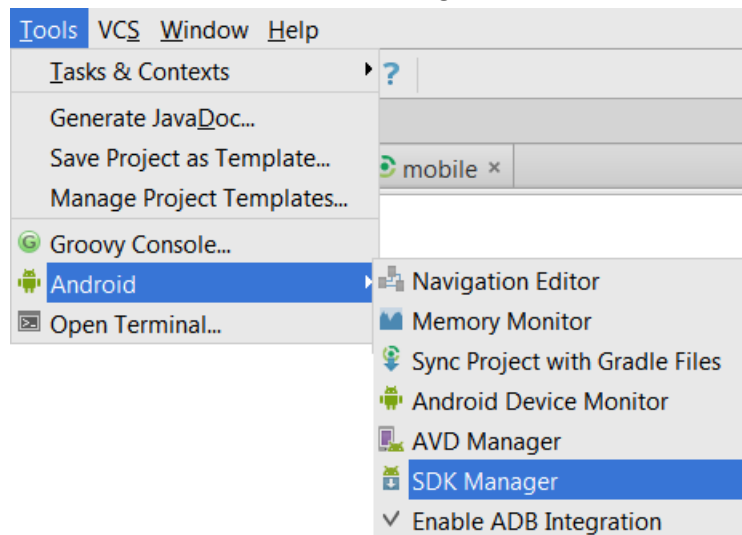 Tools VCS Window Help
Tasks & Contexts
?
Generate JavaDoc...
Save Project as Template...
mobile ×
Manage Project Templates...
Groovy Console...
Android
Open Terminal...
Navigation Editor
Memory Monitor
Sync Project with Gradle Files
Android Device Monitor
AVD Manager
SDK Manager
Enable ADB Integration